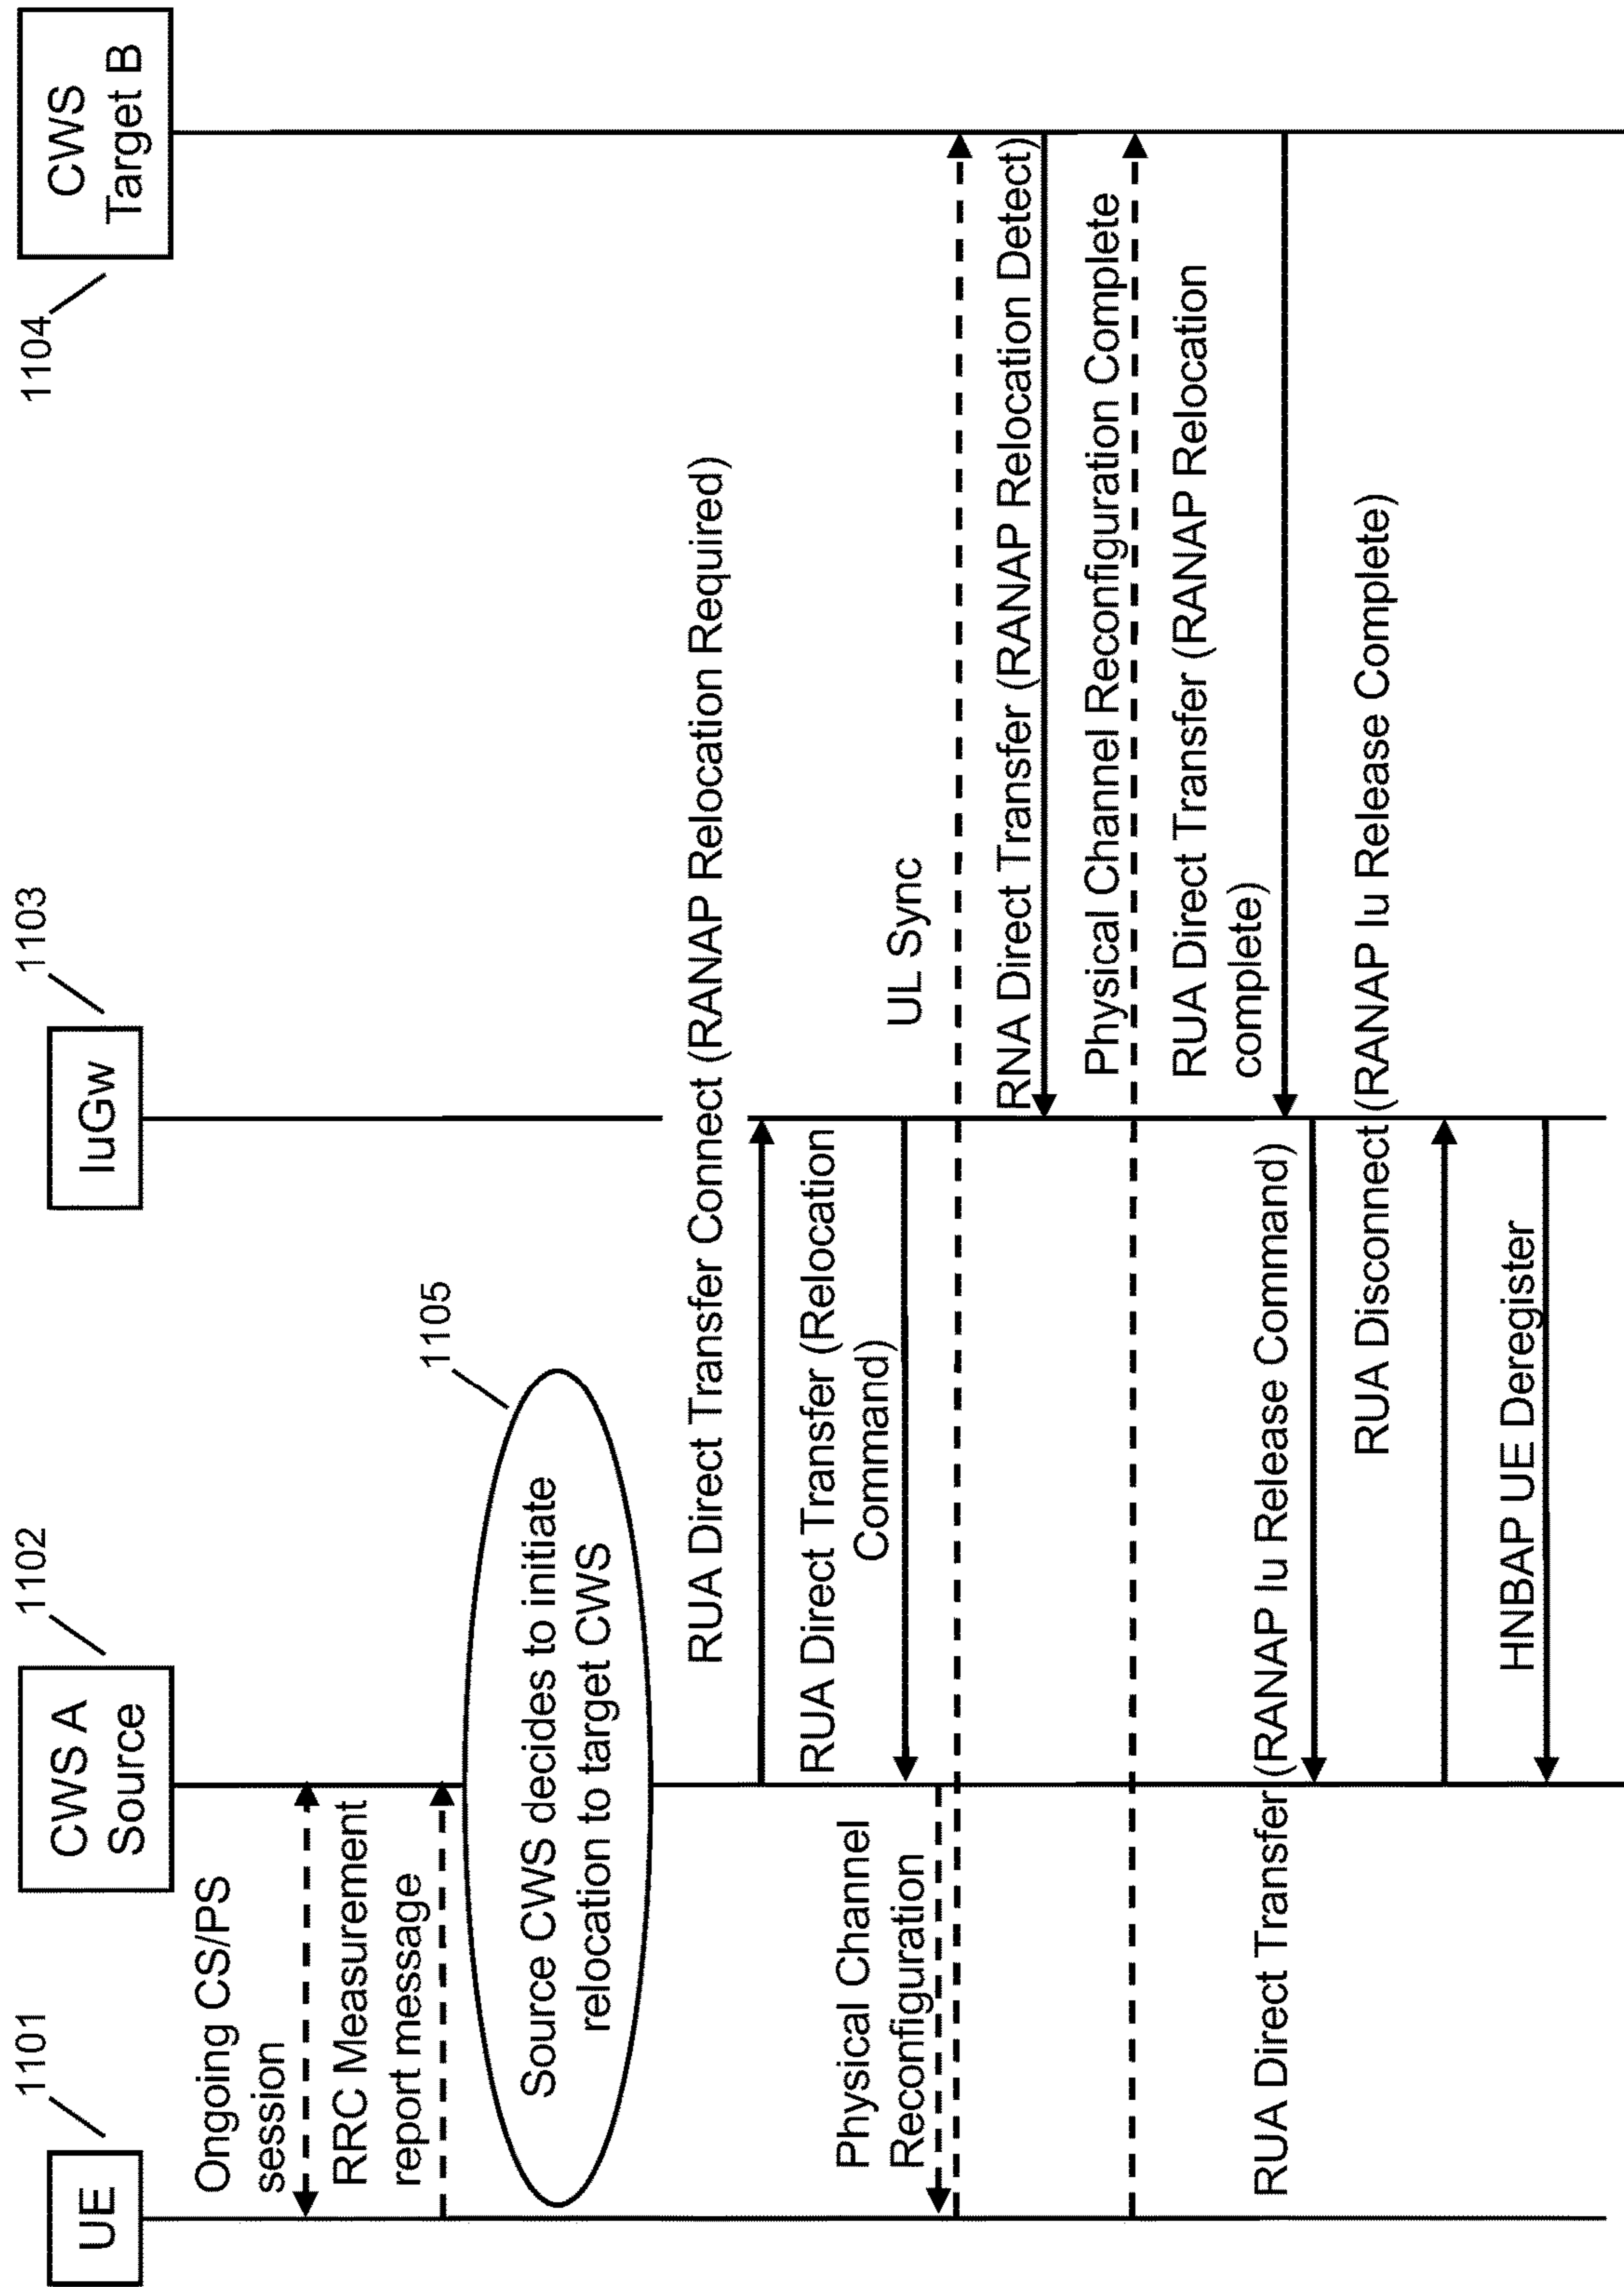 1101
1102
1103
1104
UE
CWS A
Source
IuGw
CWS
Target B
Ongoing CS/PS
session
RRC Measurement
report message
1105
Source CWS decides to initiate
relocation to target CWS
RUA Direct Transfer Connect (RANAP Relocation Required)
RUA Direct Transfer (Relocation
Command)
Physical Channel
Reconfiguration
UL Sync
RNA Direct Transfer (RANAP Relocation Detect)
Physical Channel Reconfiguration Complete
RUA Direct Transfer (RANAP Relocation
complete)
RUA Direct Transfer (RANAP Iu Release Command)
RUA Disconnect (RANAP Iu Release Complete)
HNBAP UE Deregister